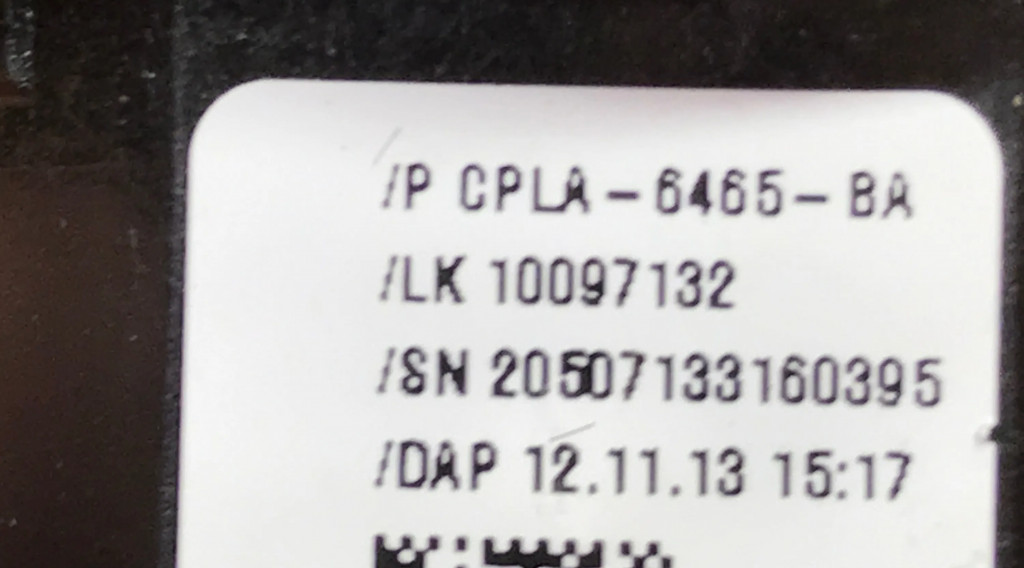 /P CPLA-6465-BA
/LK 10097132
/SN 20507133160395
/DAP 12.11.13 15:17